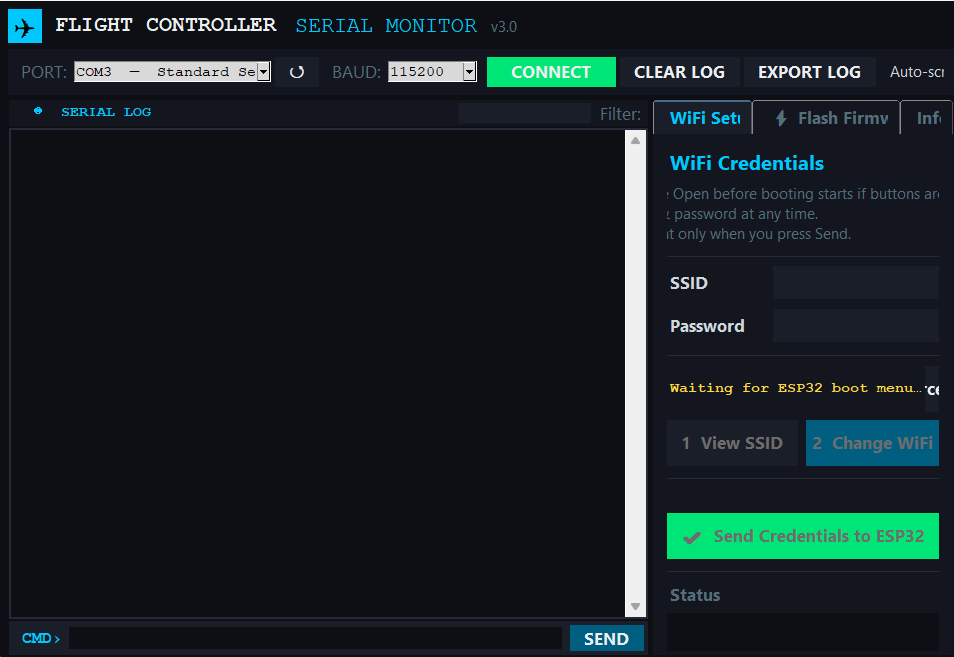 FLIGHT CONTROLLER SERIAL MONITOR v3.0
PORT: COM3 — Standard Se BAUD: 115200 CONNECT CLEAR LOG EXPORT LOG Auto-scr
SERIAL LOG Filter:
WiFi Setu Flash Firmw Info
WiFi Credentials
Open before booting starts if buttons are
& password at any time.
nt only when you press Send.
SSID
Password
Waiting for ESP32 boot menu…
1 View SSID 2 Change WiFi
✔ Send Credentials to ESP32
Status
CMD› SEND